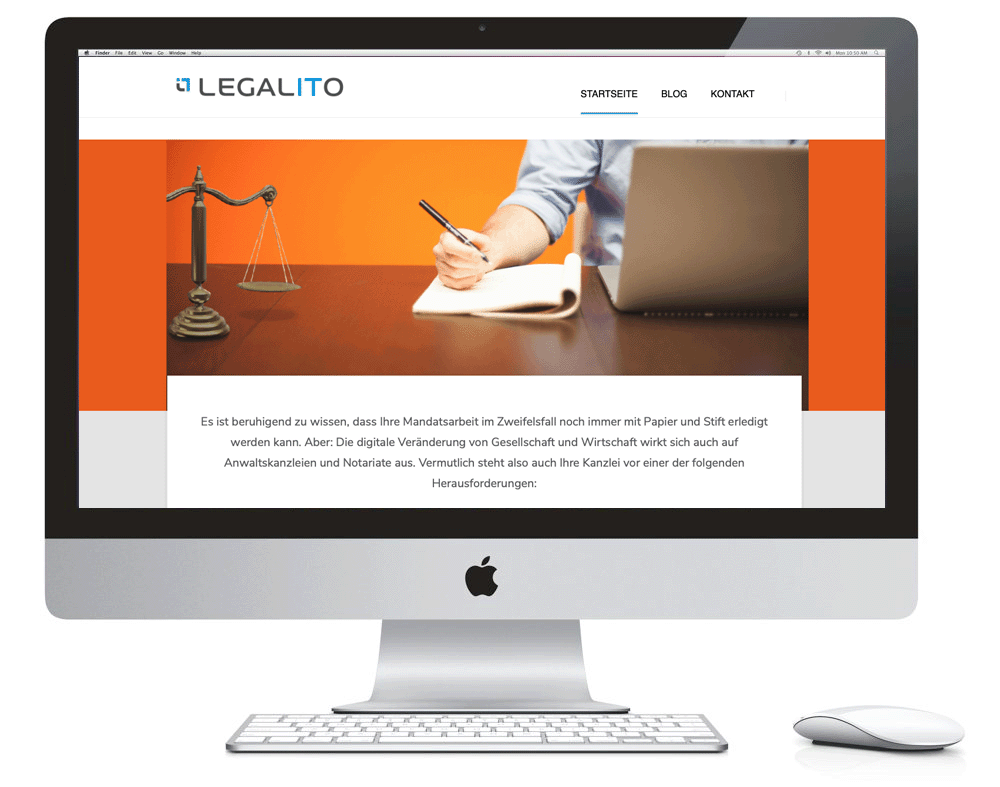 Finder File Edit View Go Window Help
Mon 10:50 AM
LEGALITO
STARTSEITE BLOG KONTAKT
Es ist beruhigend zu wissen, dass Ihre Mandatsarbeit im Zweifelsfall noch immer mit Papier und Stift erledigt
werden kann. Aber: Die digitale Veränderung von Gesellschaft und Wirtschaft wirkt sich auch auf
Anwaltskanzleien und Notariate aus. Vermutlich steht also auch Ihre Kanzlei vor einer der folgenden
Herausforderungen: